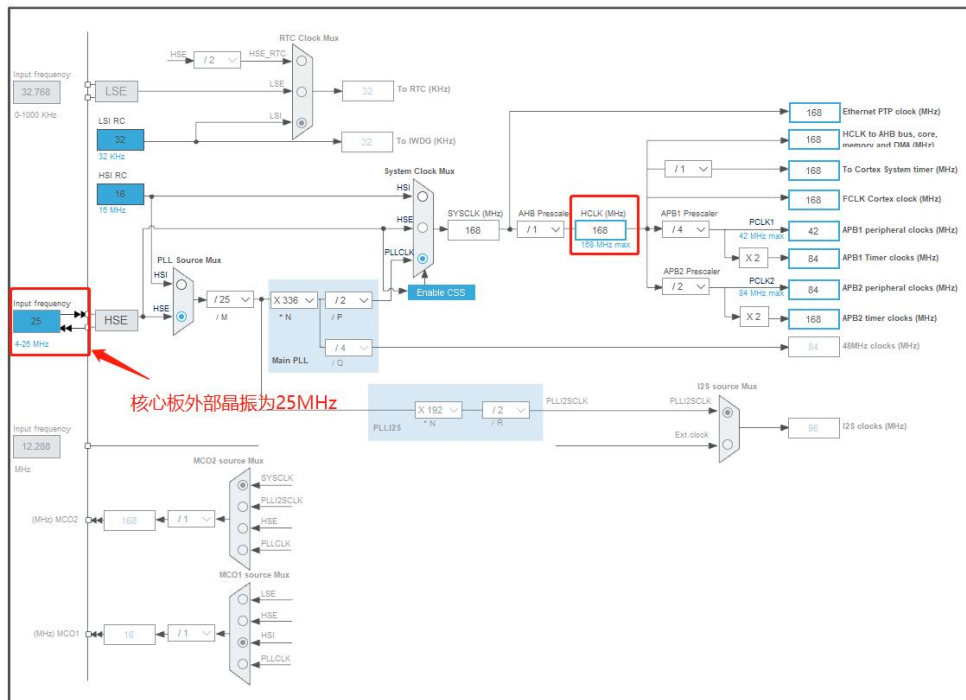 RTC Clock Mux
HSE
/ 2
HSE_RTC
Input frequency
32.768
LSE
LSE
32
To RTC (KHz)
0-1000 KHz
LSI RC
LSI
32
32 KHz
32
To IWDG (KHz)
HSI RC
16
16 MHz
System Clock Mux
HSI
HSE
PLLCLK
Enable CSS
SYSCLK (MHz)
168
AHB Prescaler
/ 1
HCLK (MHz)
168
168 MHz max
168
Ethernet PTP clock (MHz)
168
HCLK to AHB bus, core,
memory and DMA (MHz)
/ 1
168
To Cortex System timer (MHz)
168
FCLK Cortex clock (MHz)
APB1 Prescaler
/ 4
PCLK1
42 MHz max
42
APB1 peripheral clocks (MHz)
X 2
84
APB1 Timer clocks (MHz)
APB2 Prescaler
/ 2
PCLK2
84 MHz max
84
APB2 peripheral clocks (MHz)
X 2
168
APB2 timer clocks (MHz)
84
48MHz clocks (MHz)
PLL Source Mux
HSI
HSE
/ 25
/ M
X 336
* N
/ 2
/ P
/ 4
/ Q
Main PLL
Input frequency
25
4-26 MHz
HSE
核心板外部晶振为25MHz
X 192
* N
/ 2
/ R
PLLI2S
PLLI2SCLK
I2S source Mux
PLLI2SCLK
Ext.clock
96
I2S clocks (MHz)
Input frequency
12.288
MHz
MCO2 source Mux
SYSCLK
PLLI2SCLK
HSE
PLLCLK
(MHz) MCO2
168
/ 1
MCO1 source Mux
LSE
HSE
HSI
PLLCLK
(MHz) MCO1
16
/ 1